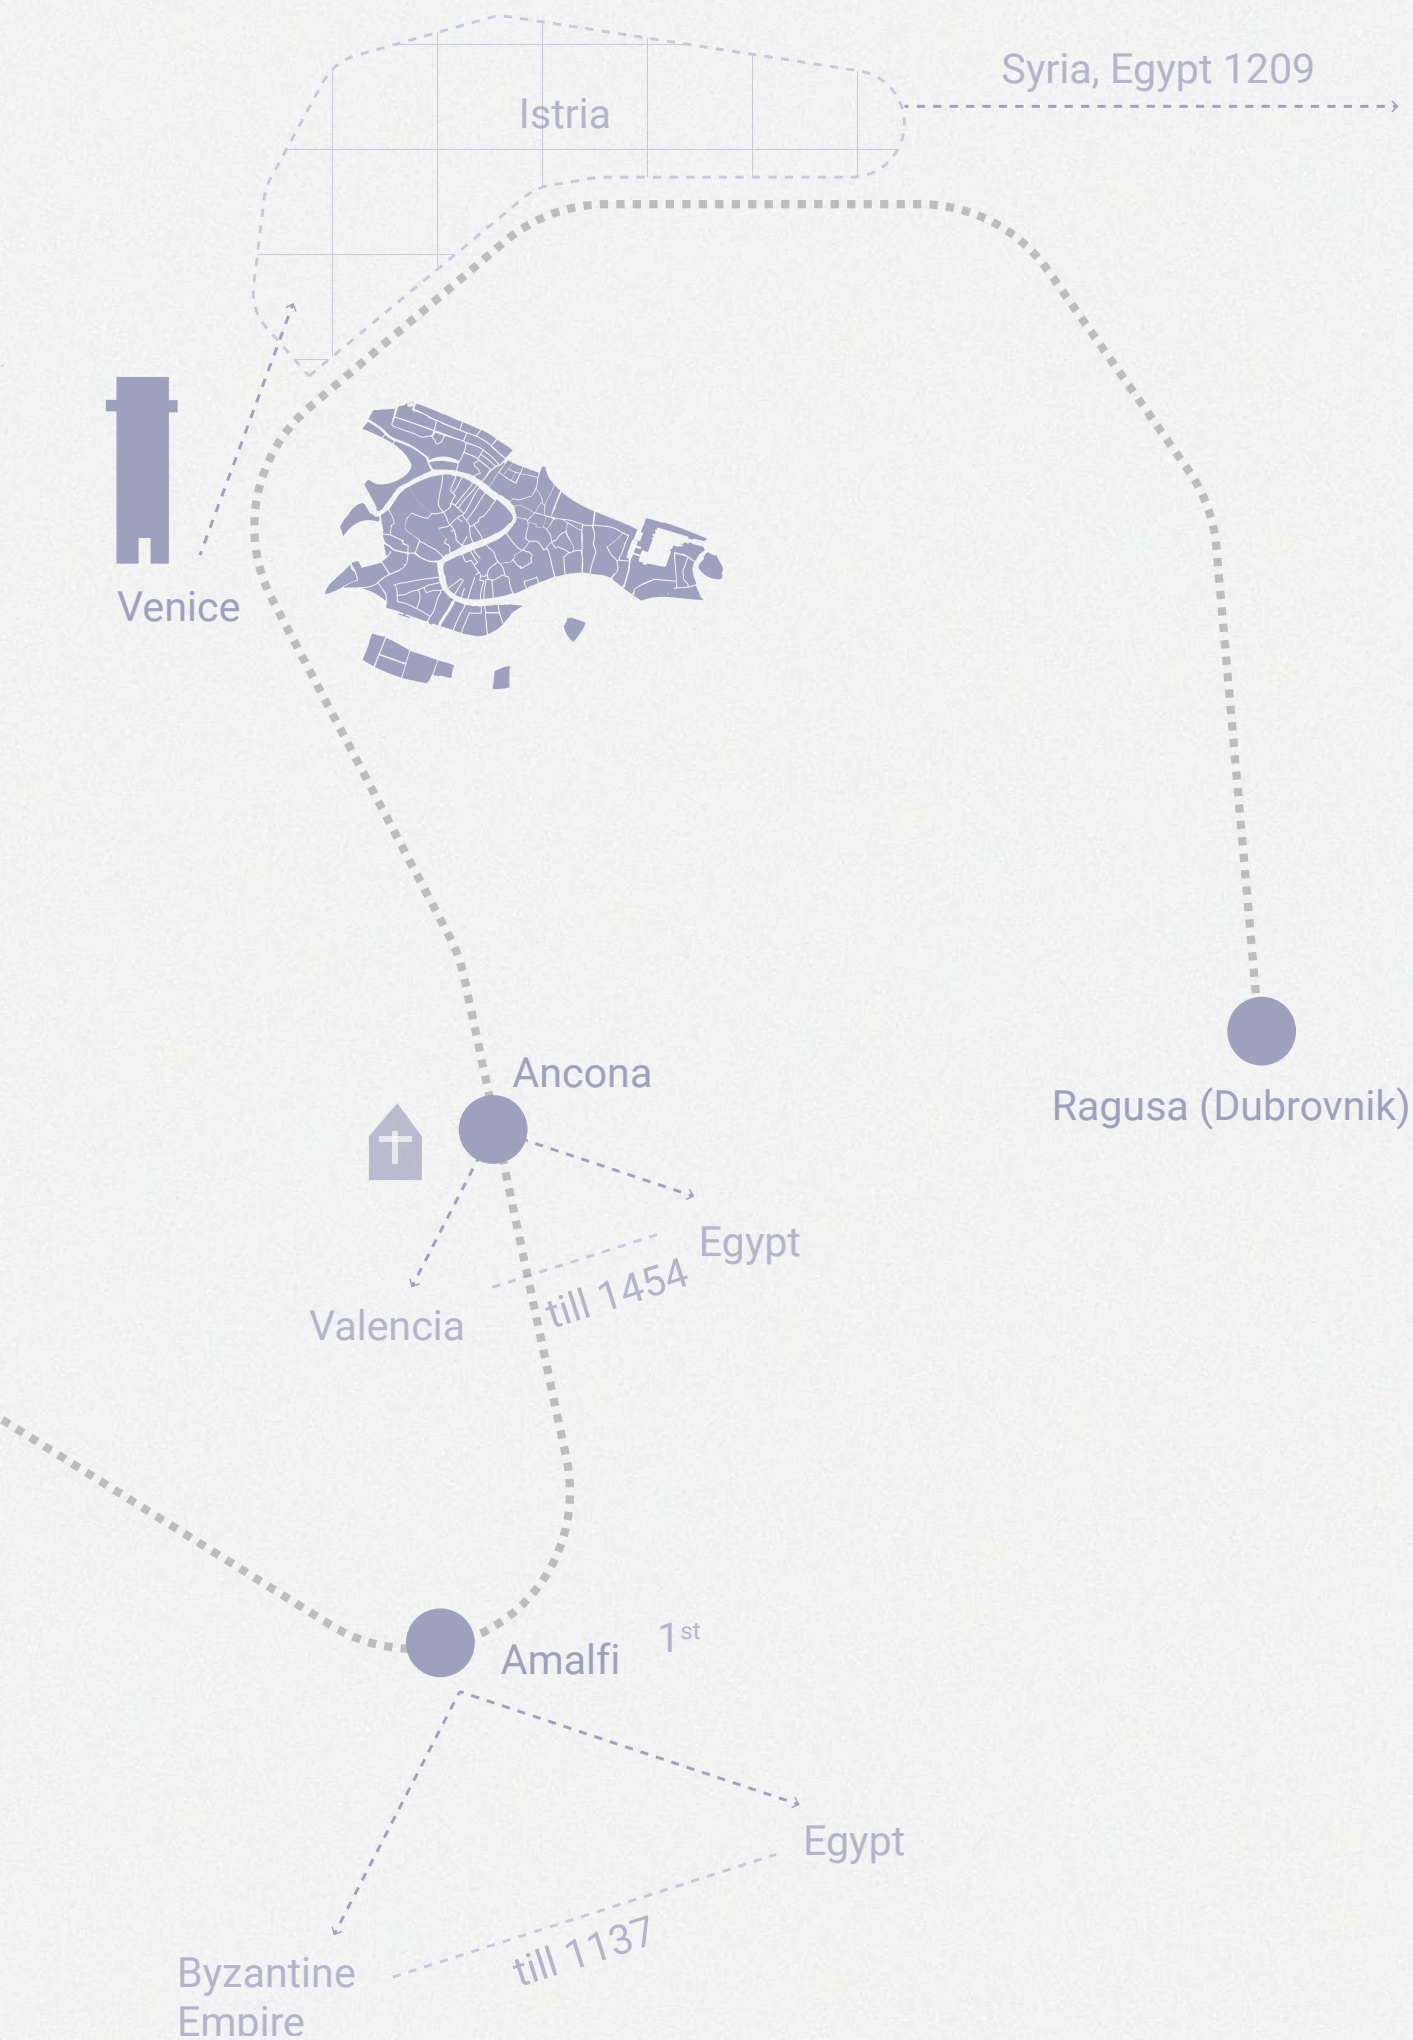 Syria, Egypt 1209
Istria
Venice
Ancona
Ragusa (Dubrovnik)
Egypt
till 1454
Valencia
1st
Amalfi
Egypt
till 1137
Byzantine
Empire